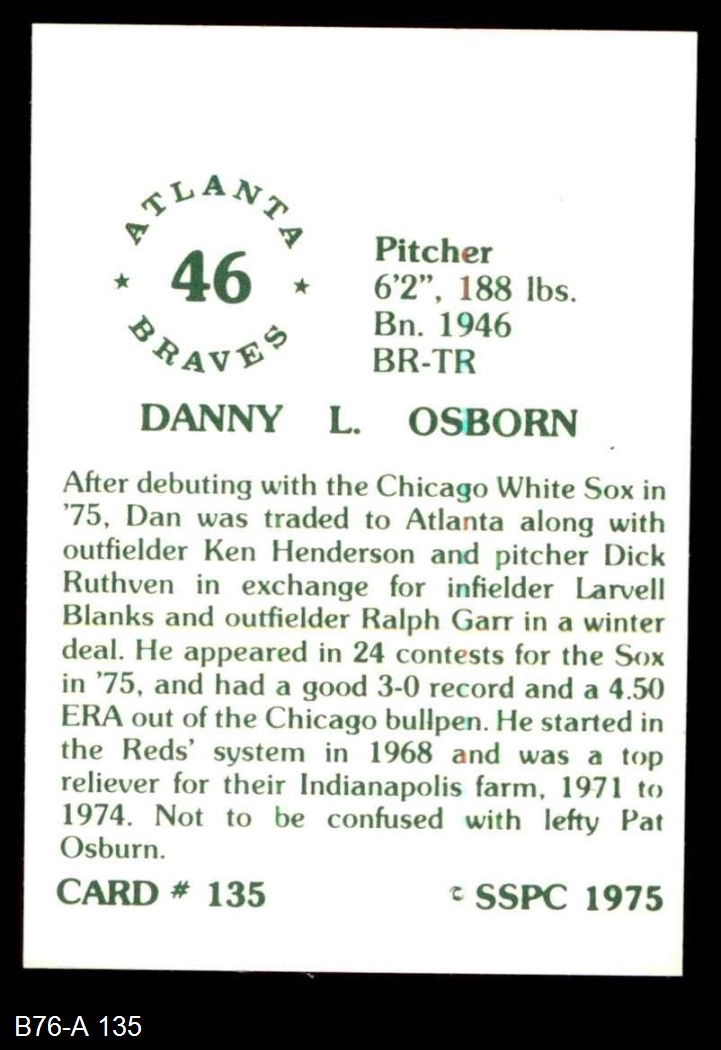 ATLANTA
46
BRAVES
Pitcher
6'2", 188 lbs.
Bn. 1946
BR-TR
DANNY L. OSBORN
After debuting with the Chicago White Sox in
'75, Dan was traded to Atlanta along with
outfielder Ken Henderson and pitcher Dick
Ruthven in exchange for infielder Larvell
Blanks and outfielder Ralph Garr in a winter
deal. He appeared in 24 contests for the Sox
in '75, and had a good 3-0 record and a 4.50
ERA out of the Chicago bullpen. He started in
the Reds' system in 1968 and was a top
reliever for their Indianapolis farm, 1971 to
1974. Not to be confused with lefty Pat
Osburn.
CARD # 135 © SSPC 1975
B76-A 135